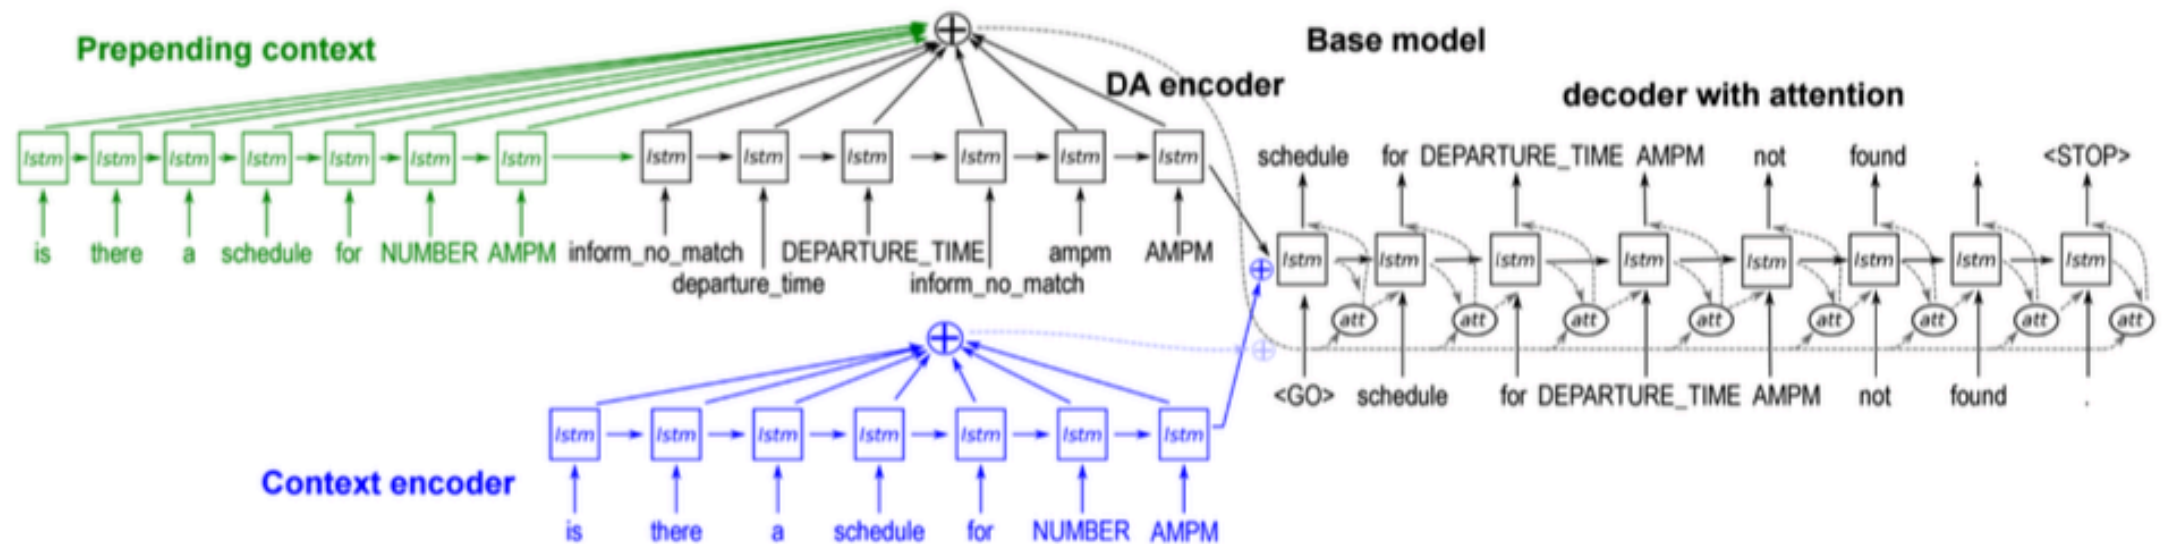 Prepending context
Base model
DA encoder
decoder with attention
schedule for DEPARTURE_TIME AMPM not found . <STOP>
lstm lstm lstm lstm lstm lstm lstm lstm lstm lstm lstm lstm lstm
is there a schedule for NUMBER AMPM inform_no_match DEPARTURE_TIME ampm AMPM
departure_time inform_no_match
lstm lstm lstm lstm lstm lstm lstm lstm
att att att att att att att att
<GO> schedule for DEPARTURE_TIME AMPM not found .
lstm lstm lstm lstm lstm lstm lstm
Context encoder
is there a schedule for NUMBER AMPM